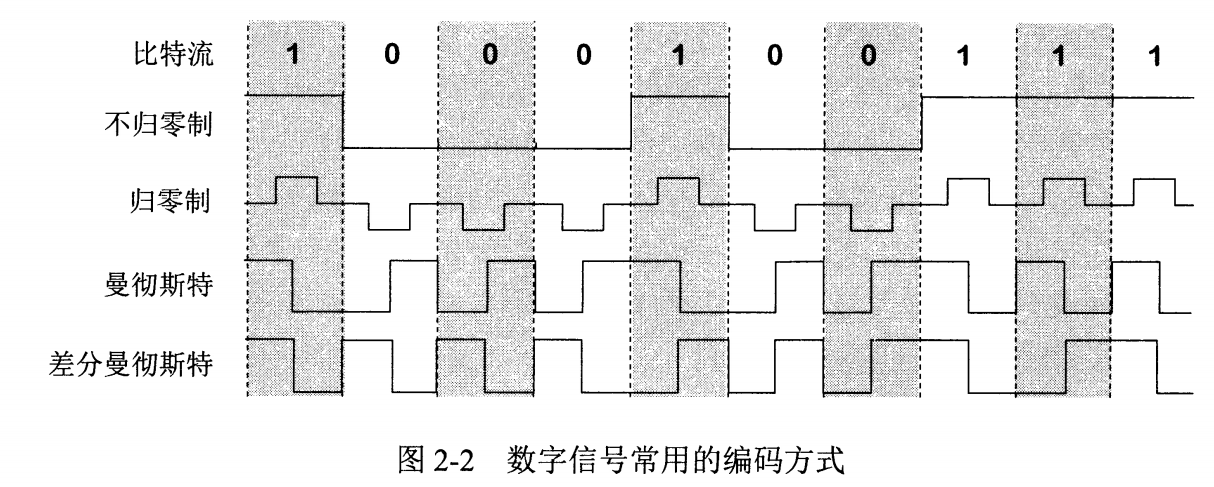 比特流 1 0 0 0 1 0 0 1 1 1
不归零制
归零制
曼彻斯特
差分曼彻斯特
图 2-2 数字信号常用的编码方式